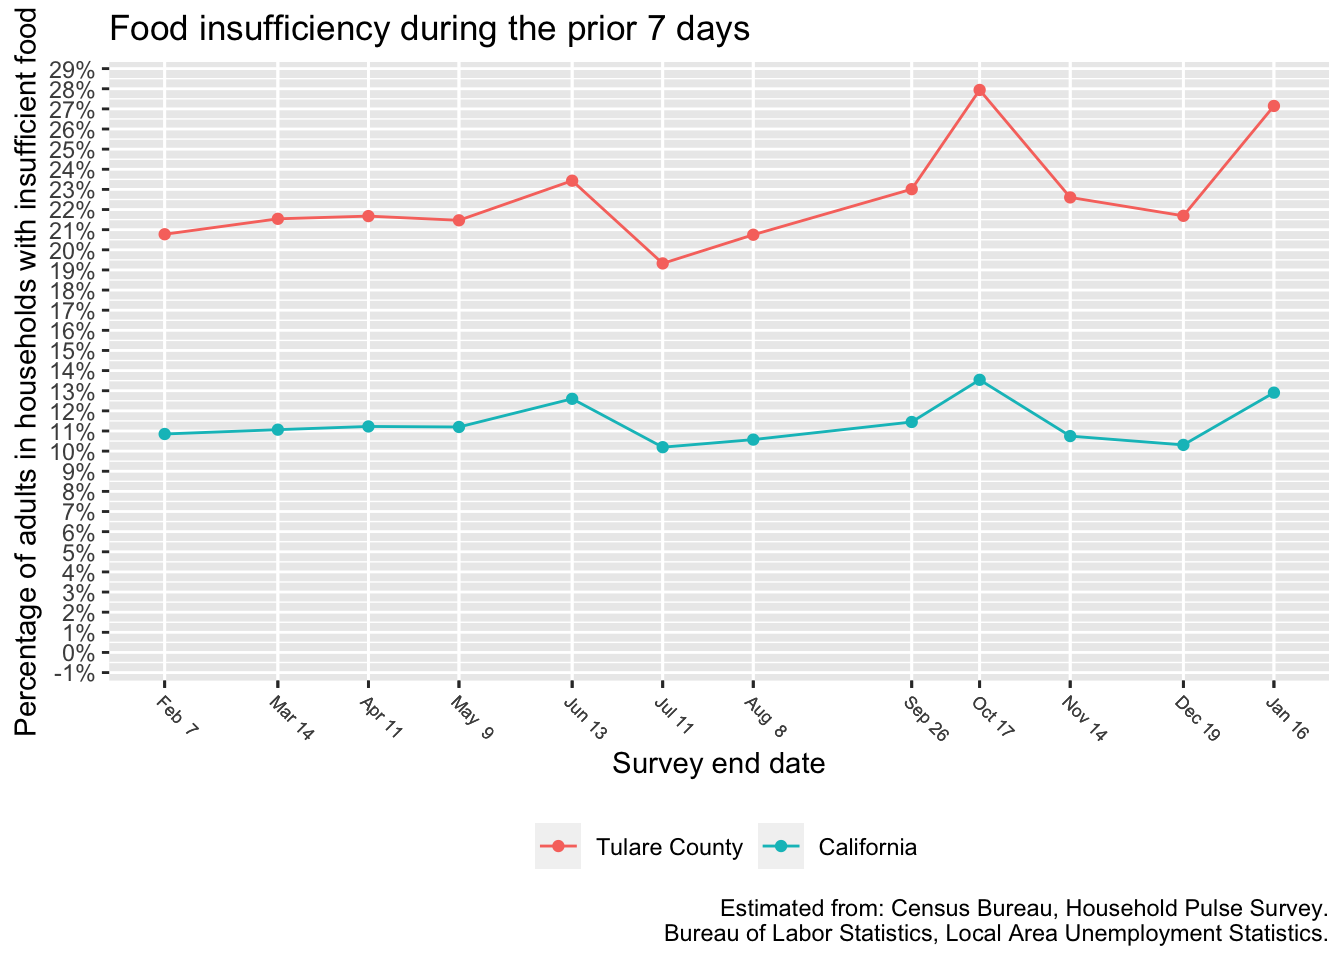 Food insufficiency during the prior 7 days
Percentage of adults in households with insufficient food
29%
28%
27%
26%
25%
24%
23%
22%
21%
20%
19%
18%
17%
16%
15%
14%
13%
12%
11%
10%
9%
8%
7%
6%
5%
4%
3%
2%
1%
0%
-1%
Feb 7
Mar 14
Apr 11
May 9
Jun 13
Jul 11
Aug 8
Sep 26
Oct 17
Nov 14
Dec 19
Jan 16
Survey end date
Tulare County
California
Estimated from: Census Bureau, Household Pulse Survey.
Bureau of Labor Statistics, Local Area Unemployment Statistics.